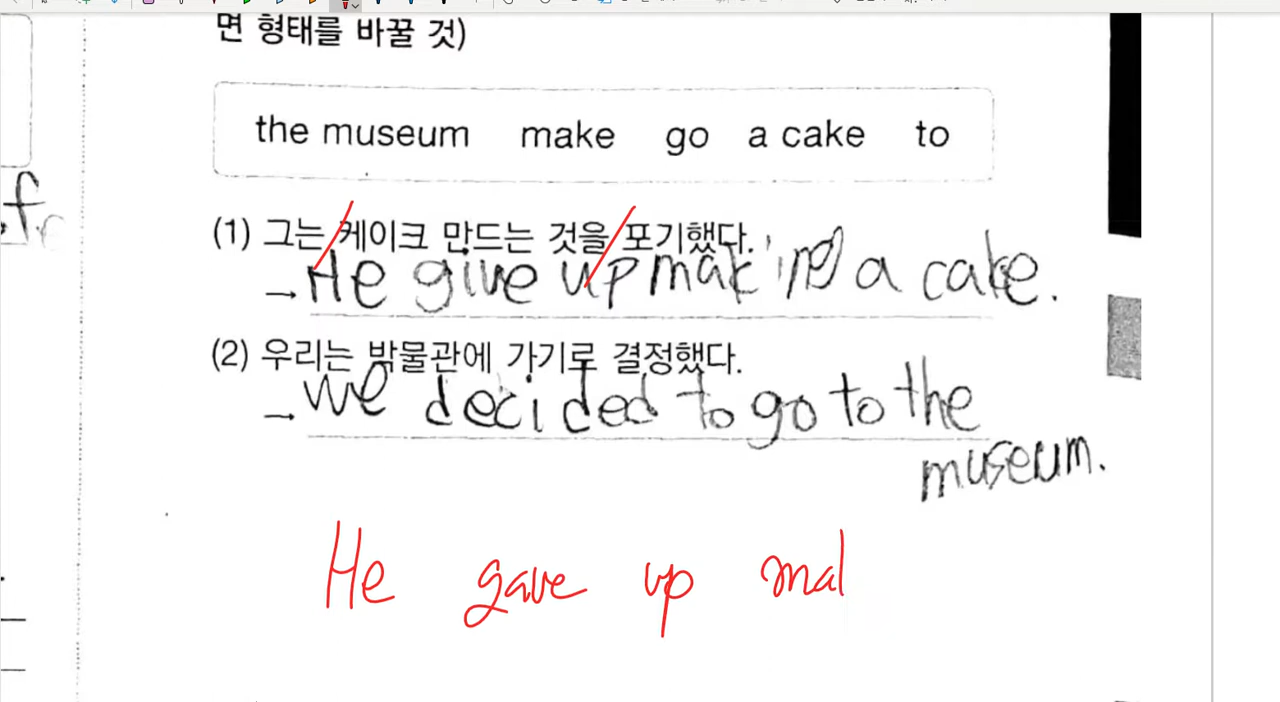 면 형태를 바꿀 것)
the museum make go a cake to
(1) 그는 케이크 만드는 것을 포기했다.
→ He give up making a cake.
(2) 우리는 박물관에 가기로 결정했다.
→ we decided to go to the
museum.
He gave up mal